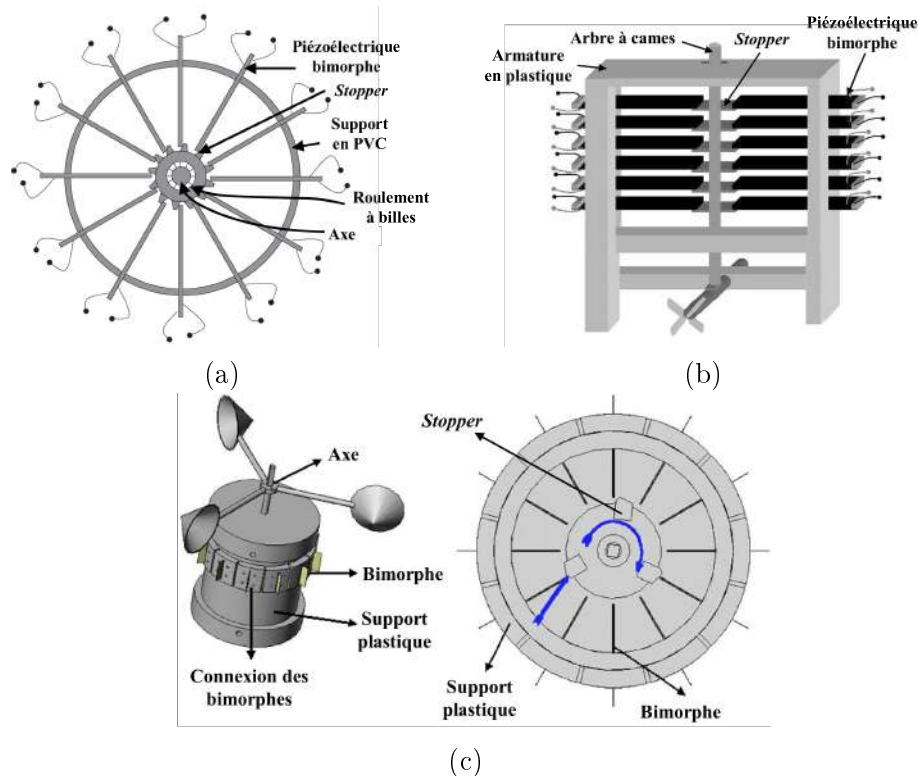 Piézoélectrique
bimorphe
Stopper
Support
en PVC
Roulement
à billes
Axe
(a)
Arbre à cames
Stopper
Piézoélectrique
bimorphe
Armature
en plastique
(b)
Axe
Bimorphe
Support
plastique
Connexion des
bimorphes
Stopper
Support
plastique
Bimorphe
(c)